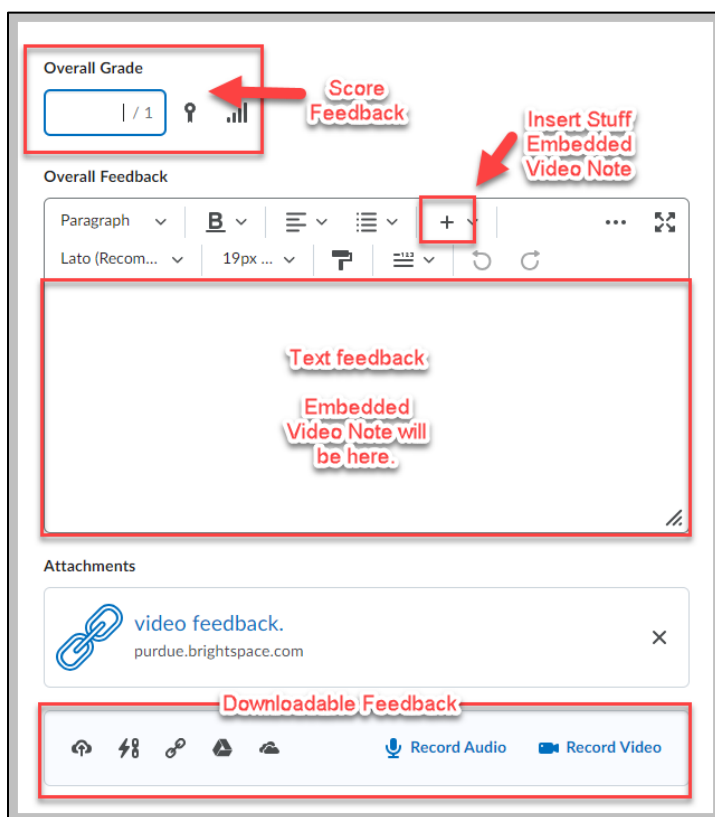 Overall Grade
/ 1
Score
Feedback
Insert Stuff
Embedded
Video Note
Overall Feedback
Paragraph
B
+
...
Lato (Recom...
19px ...
123
Text feedback
Embedded
Video Note will
be here.
Attachments
video feedback.
purdue.brightspace.com
Downloadable Feedback
Record Audio
Record Video